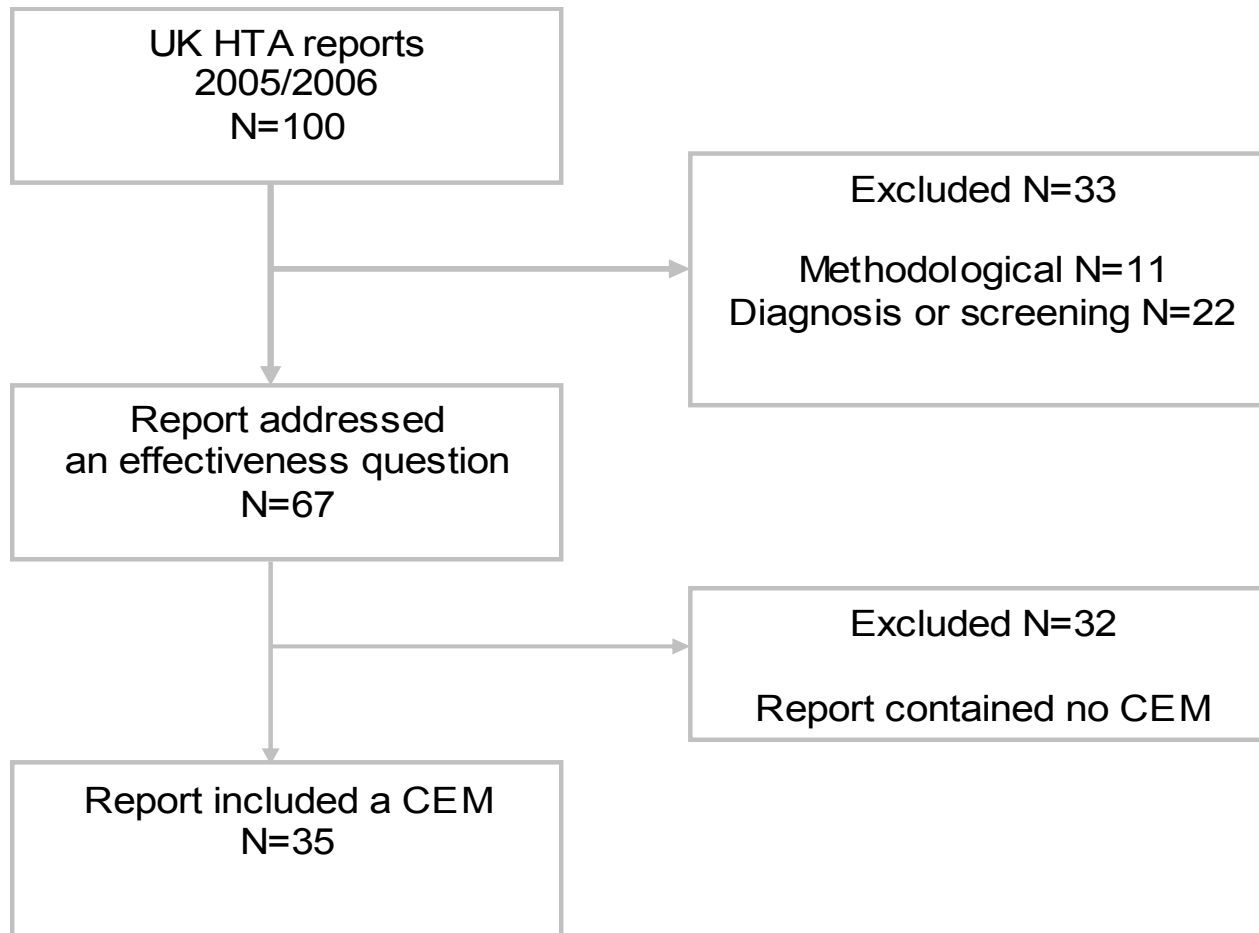 UK HTA reports
2005/2006
N=100
Excluded N=33
Methodological N=11
Diagnosis or screening N=22
Report addressed
an effectiveness question
N=67
Excluded N=32
Report contained no CEM
Report included a CEM
N=35